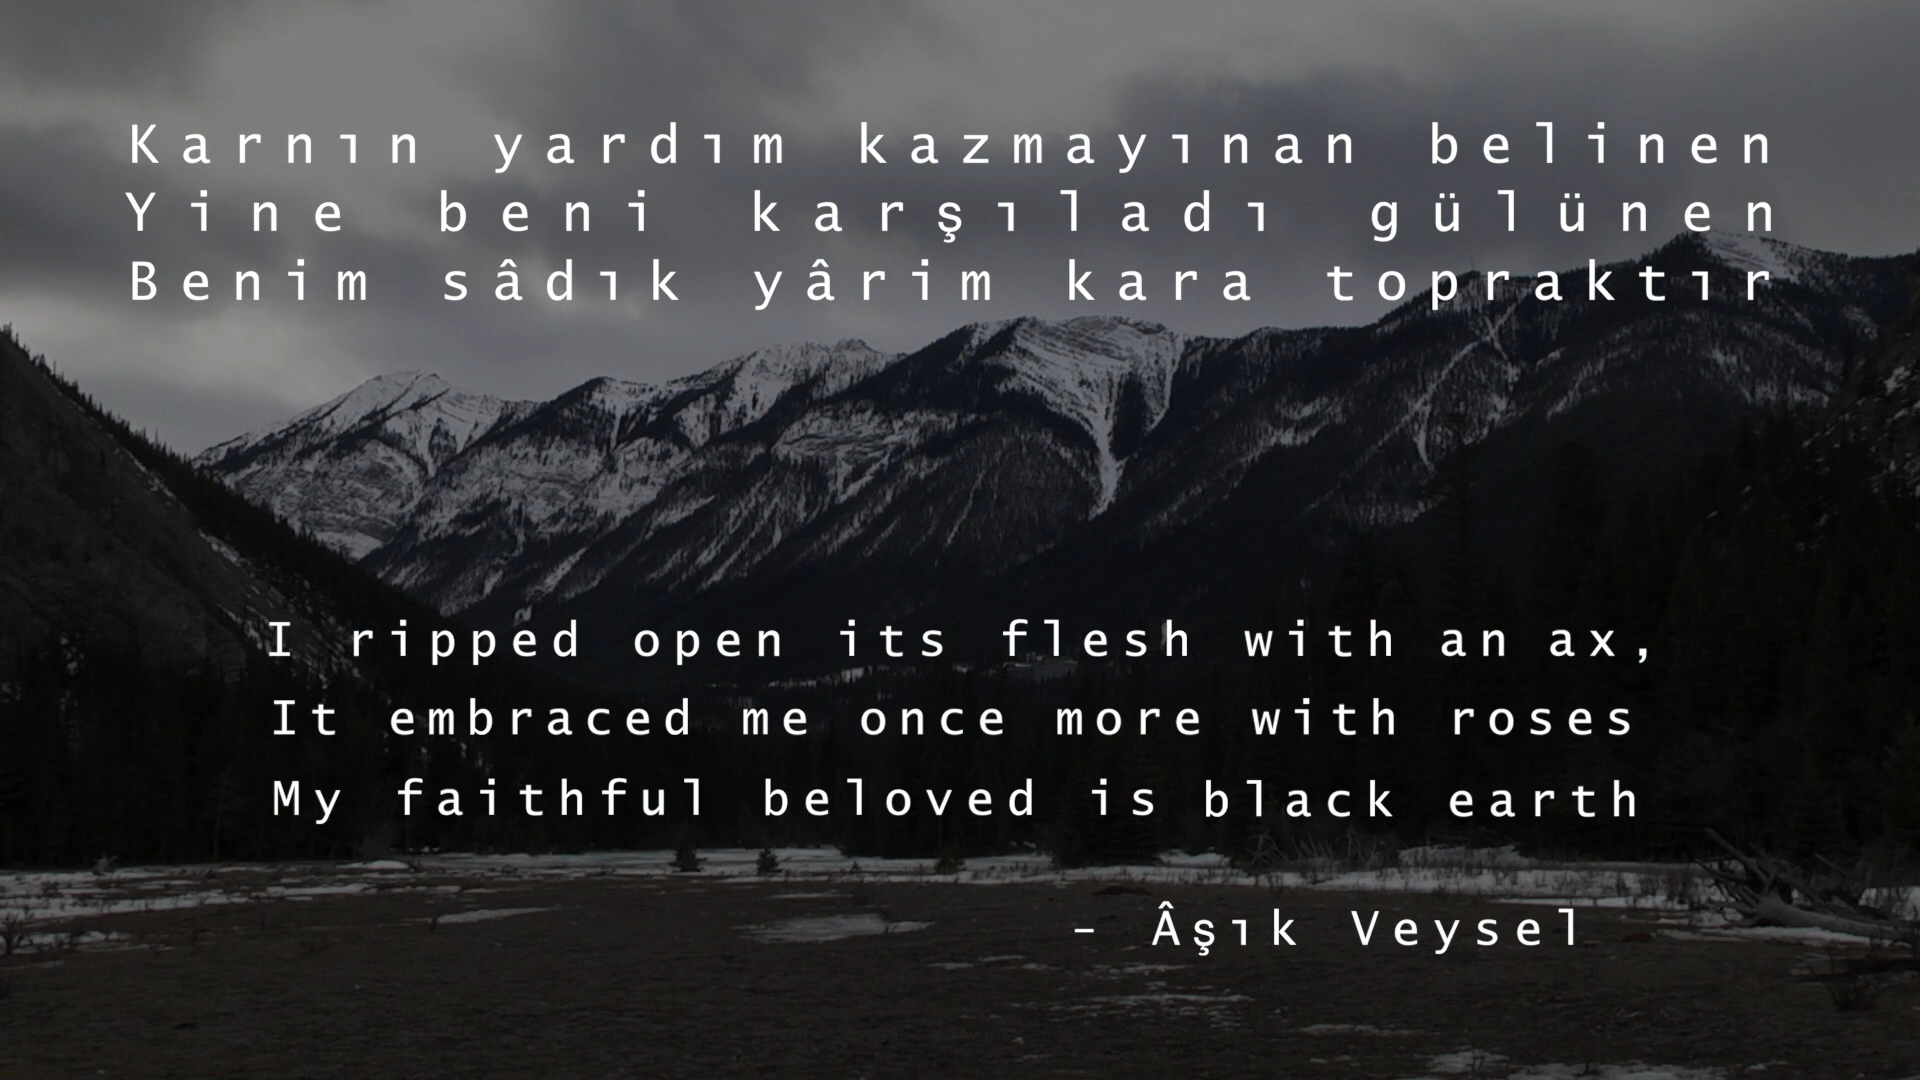 Karnın yardım kazmayınan belinen
Yine beni karşıladı gülünen
Benim sâdık yârim kara topraktır
I ripped open its flesh with an ax,
It embraced me once more with roses
My faithful beloved is black earth
- Âşık Veysel